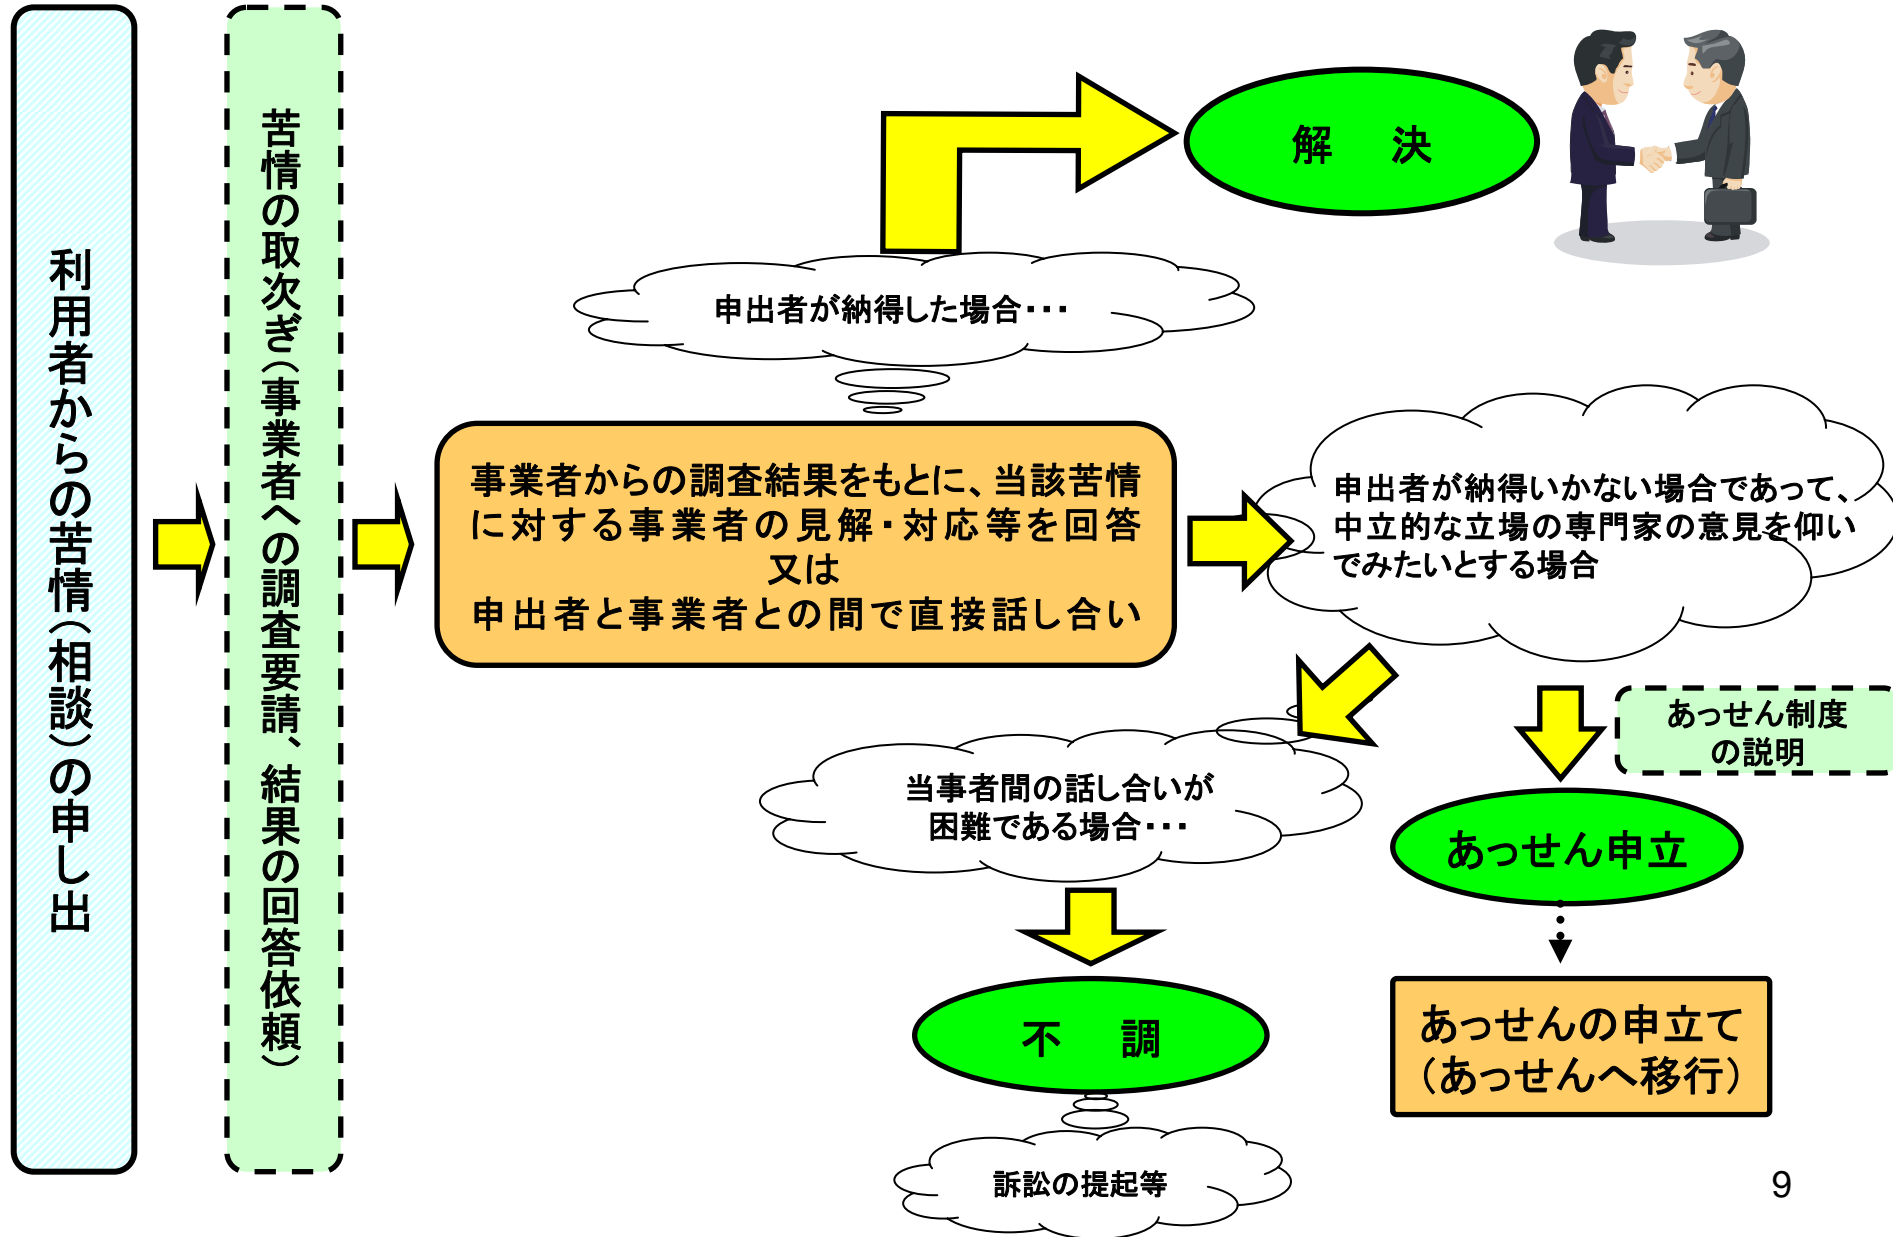 利用者からの苦情（相談）の申し出
苦情の取次ぎ（事業者への調査要請、結果の回答依頼）
解　決
申出者が納得した場合・・・
事業者からの調査結果をもとに、当該苦情
に対する事業者の見解・対応等を回答
又は
申出者と事業者との間で直接話し合い
申出者が納得いかない場合であって、
中立的な立場の専門家の意見を仰い
でみたいとする場合
あっせん制度
の説明
当事者間の話し合いが
困難である場合・・・
あっせん申立
不　調
あっせんの申立て
（あっせんへ移行）
訴訟の提起等
9